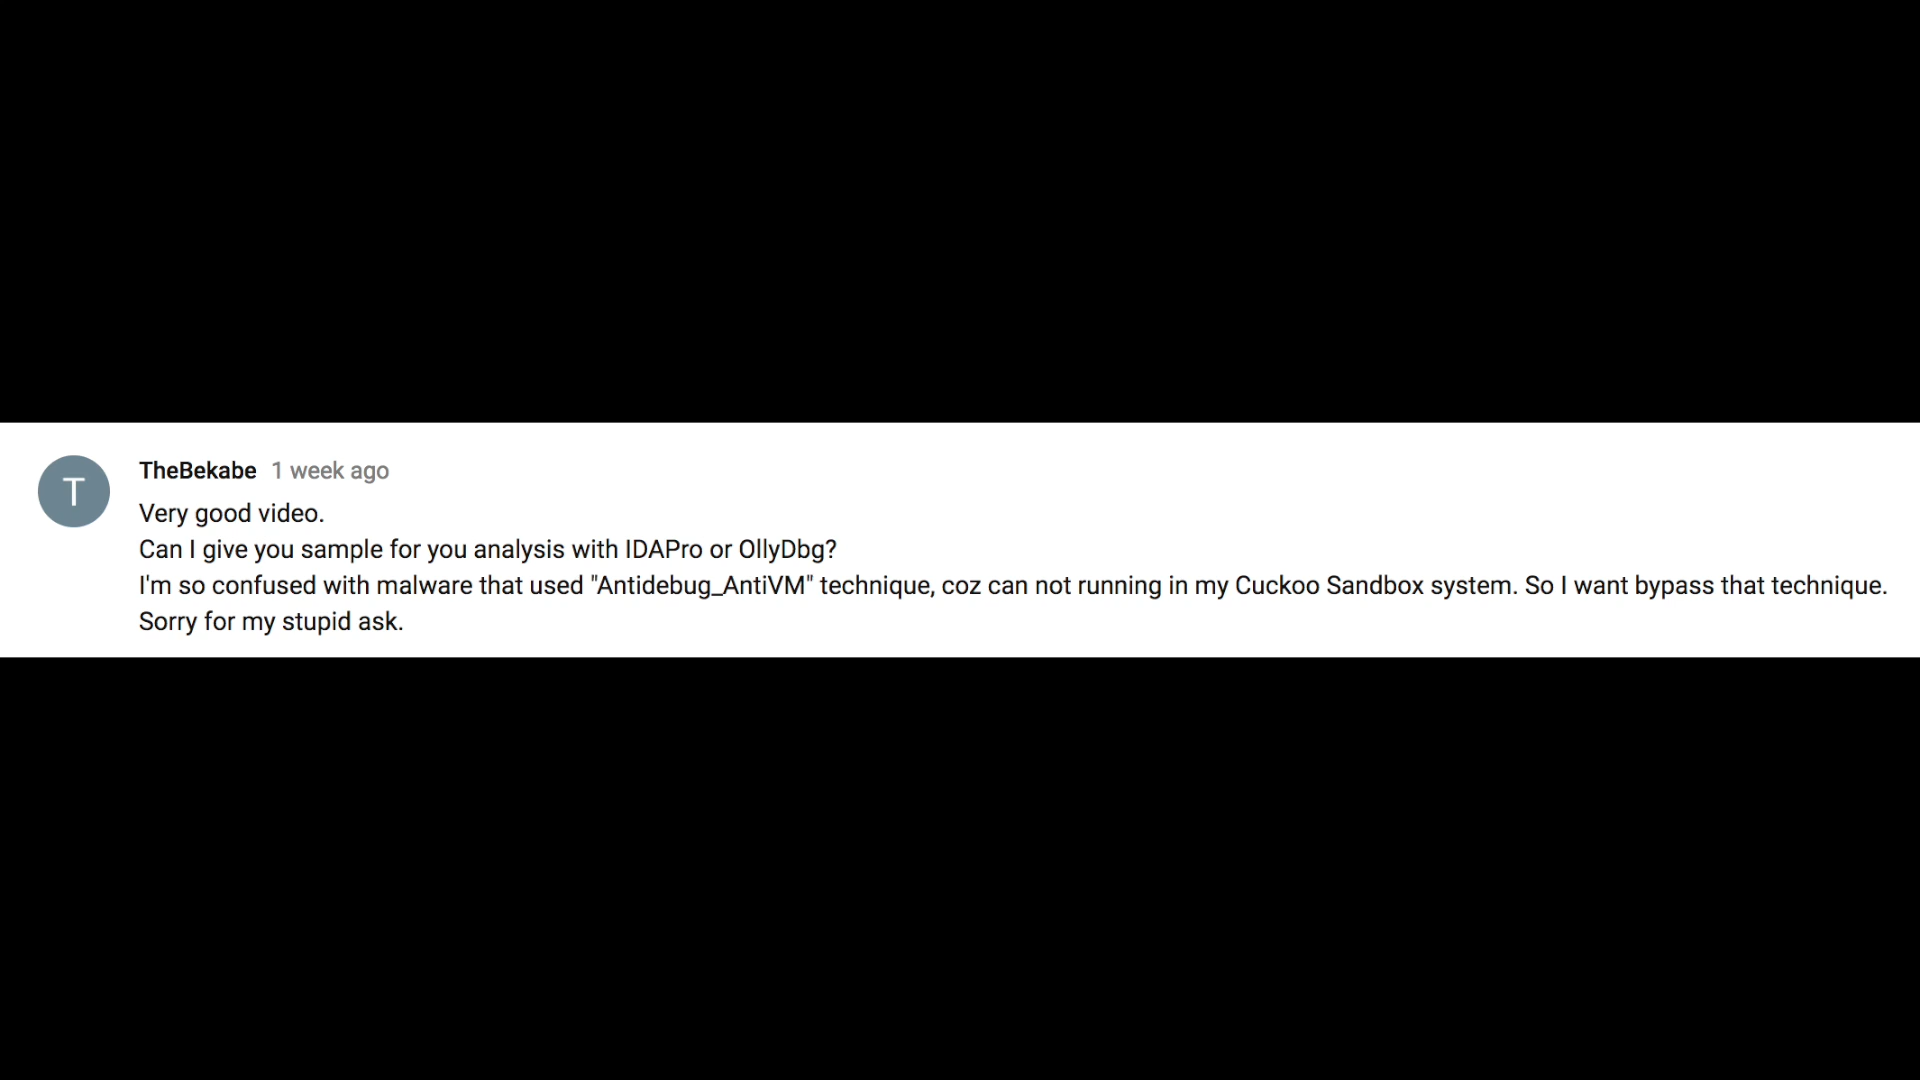 T
TheBekabe 1 week ago
Very good video.
Can I give you sample for you analysis with IDAPro or OllyDbg?
I'm so confused with malware that used "Antidebug_AntiVM" technique, coz can not running in my Cuckoo Sandbox system. So I want bypass that technique.
Sorry for my stupid ask.